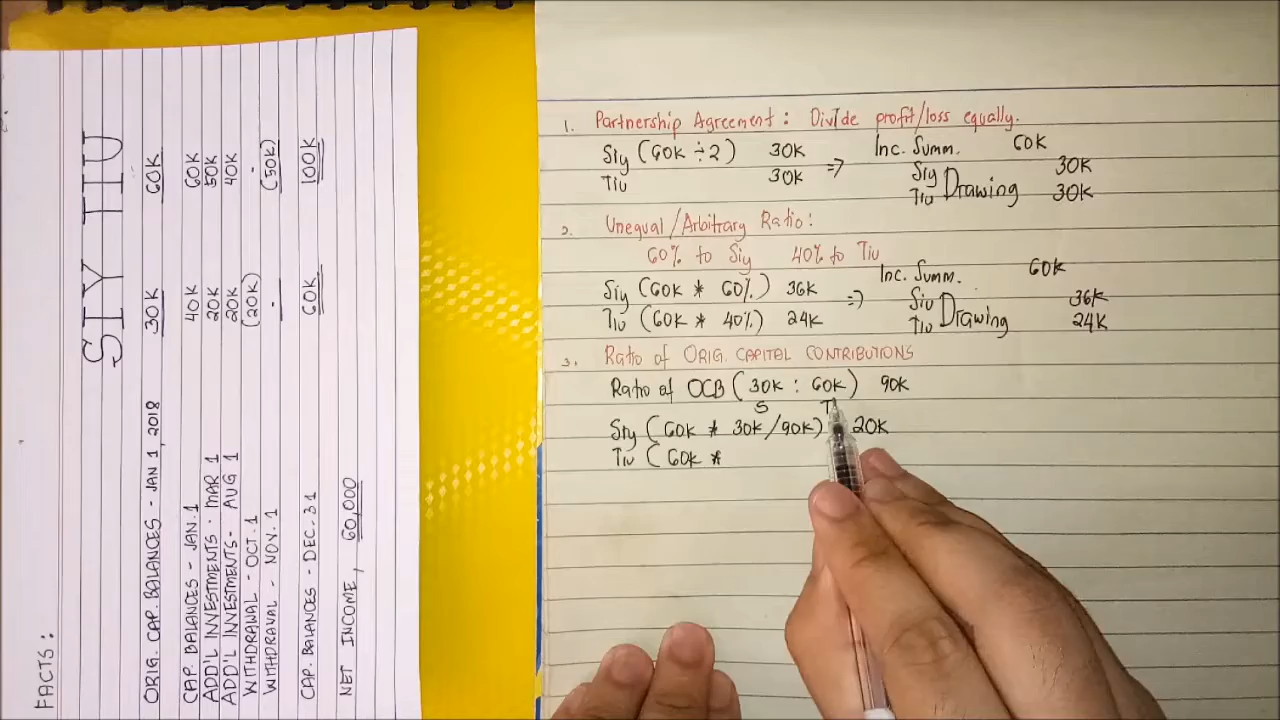 FACTS:
SIY TIU
ORIG. CAP. BALANCES - JAN 1, 2018 30K 60K
CAP. BALANCES - JAN. 1 40K 60K
ADD'L INVESTMENTS - MAR 1 20K 50K
ADD'L INVESTMENTS - AUG 1 20K 40K
WITHDRAWAL - OCT. 1 (20K) -
WITHDRAWAL - NOV. 1 - (50K)
CAP. BALANCES - DEC. 31 60K 100K
NET INCOME, 60,000
1. Partnership Agreement: Divide profit/loss equally.
Siy (60K ÷ 2) 30K => Inc. Summ. 60K
Tiu 30K Siy Drawing 30K
Tiu 30K
2. Unequal/Arbitrary Ratio:
60% to Siy 40% to Tiu
Siy (60K * 60%) 36K => Inc. Summ. 60K
Tiu (60K * 40%) 24K Siy Drawing 36K
Tiu 24K
3. Ratio of ORIG. CAPITAL CONTRIBUTIONS
Ratio of OCB (30K : 60K) 90K
S T
Siy (60K * 30K/90K) 20K
Tiu (60K *